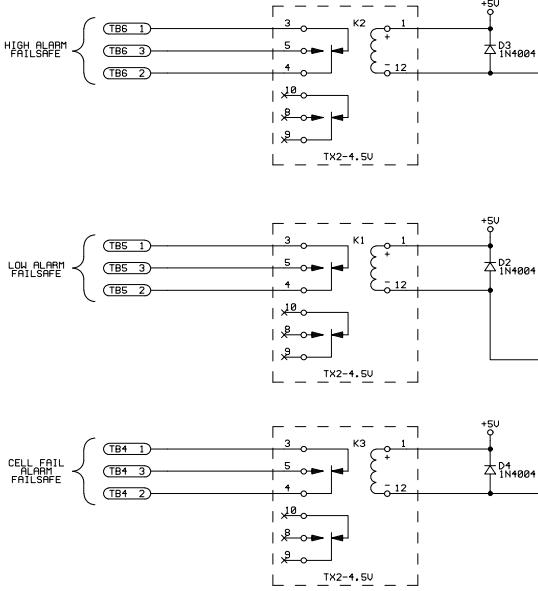 +5V
HIGH ALARM
FAILSAFE
TB6 1
TB6 3
TB6 2
3
5
4
K2
1
+
-
12
D3
1N4004
10
8
9
TX2-4.5V
+5V
LOW ALARM
FAILSAFE
TB5 1
TB5 3
TB5 2
3
5
4
K1
1
+
-
12
D2
1N4004
10
8
9
TX2-4.5V
+5V
CELL FAIL
ALARM
FAILSAFE
TB4 1
TB4 3
TB4 2
3
5
4
K3
1
+
-
12
D4
1N4004
10
8
9
TX2-4.5V